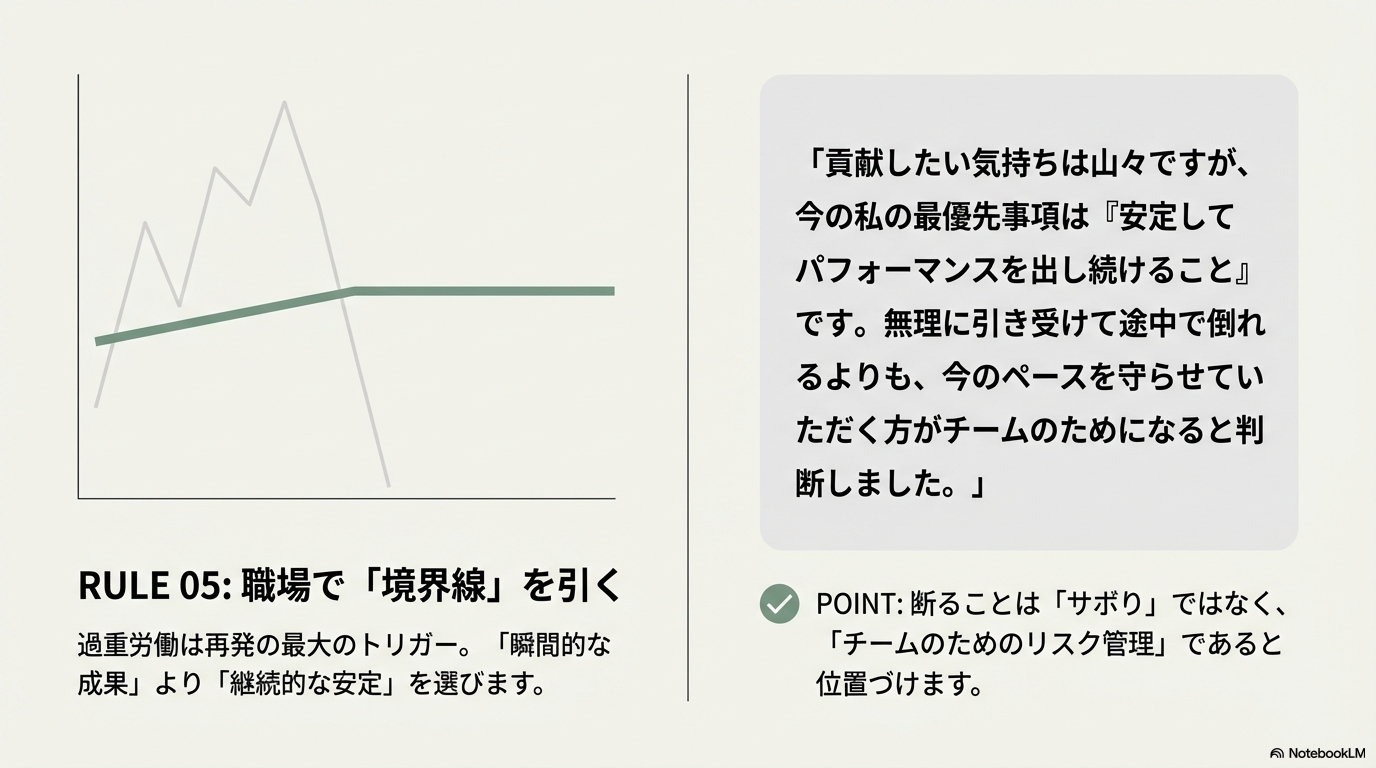 RULE 05: 職場で「境界線」を引く
過重労働は再発の最大のトリガー。「瞬間的な
成果」より「継続的な安定」を選びます。
「貢献したい気持ちは山々ですが、
今の私の最優先事項は『安定して
パフォーマンスを出し続けること』
です。無理に引き受けて途中で倒れ
るよりも、今のペースを守らせてい
ただく方がチームのためになると判
断しました。」
POINT: 断ることは「サボり」ではなく、
「チームのためのリスク管理」であると
位置づけます。
NotebookLM